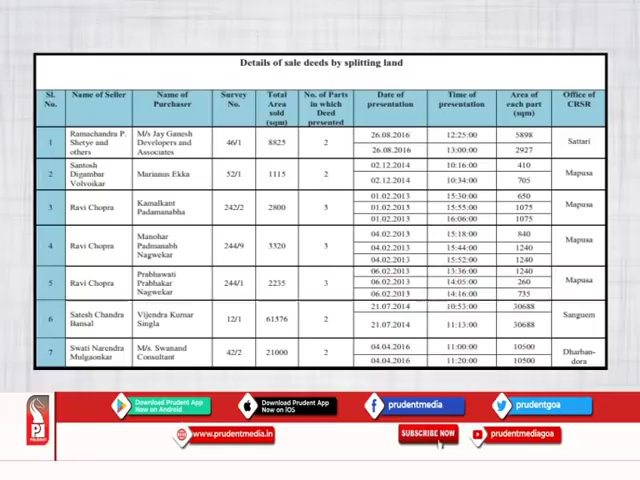 Details of sale deeds by splitting land
Sl. No. | Name of Seller | Name of Purchaser | Survey No. | Total Area sold (sqm) | No. of Parts in which Deed presented | Date of presentation | Time of presentation | Area of each part (sqm) | Office of CRSR
1 | Ramachandra P. Shetye and others | M/s Jay Ganesh Developers and Associates | 46/1 | 8825 | 2 | 26.08.2016 | 12:25:00 | 5898 | Sattari
26.08.2016 | 13:00:00 | 2927
2 | Santosh Digambar Volvoikar | Marianus Ekka | 52/1 | 1115 | 2 | 02.12.2014 | 10:16:00 | 410 | Mapusa
02.12.2014 | 10:34:00 | 705
3 | Ravi Chopra | Kamalkant Padamanabha | 242/2 | 2800 | 3 | 01.02.2013 | 15:30:00 | 650 | Mapusa
01.02.2013 | 15:55:00 | 1075
01.02.2013 | 16:06:00 | 1075
4 | Ravi Chopra | Manohar Padmanabh Nagwekar | 244/9 | 3320 | 3 | 04.02.2013 | 15:18:00 | 840 | Mapusa
04.02.2013 | 15:44:00 | 1240
04.02.2013 | 15:52:00 | 1240
5 | Ravi Chopra | Prabhawati Prabhakar Nagwekar | 244/1 | 2235 | 3 | 06.02.2013 | 13:36:00 | 1240 | Mapusa
06.02.2013 | 14:05:00 | 260
06.02.2013 | 14:16:00 | 735
6 | Satesh Chandra Bansal | Vijendra Kumar Singla | 12/1 | 61376 | 2 | 21.07.2014 | 10:53:00 | 30688 | Sanguem
21.07.2014 | 11:13:00 | 30688
7 | Swati Narendra Mulgaonkar | M/s. Swanand Consultant | 42/2 | 21000 | 2 | 04.04.2016 | 11:00:00 | 10500 | Dharban-dora
04.04.2016 | 11:20:00 | 10500
PRUDENT
Download Prudent App Now on Android
Download Prudent App Now on iOS
prudentmedia
prudentgoa
www.prudentmedia.in
SUBSCRIBE NOW
prudentmediagoa